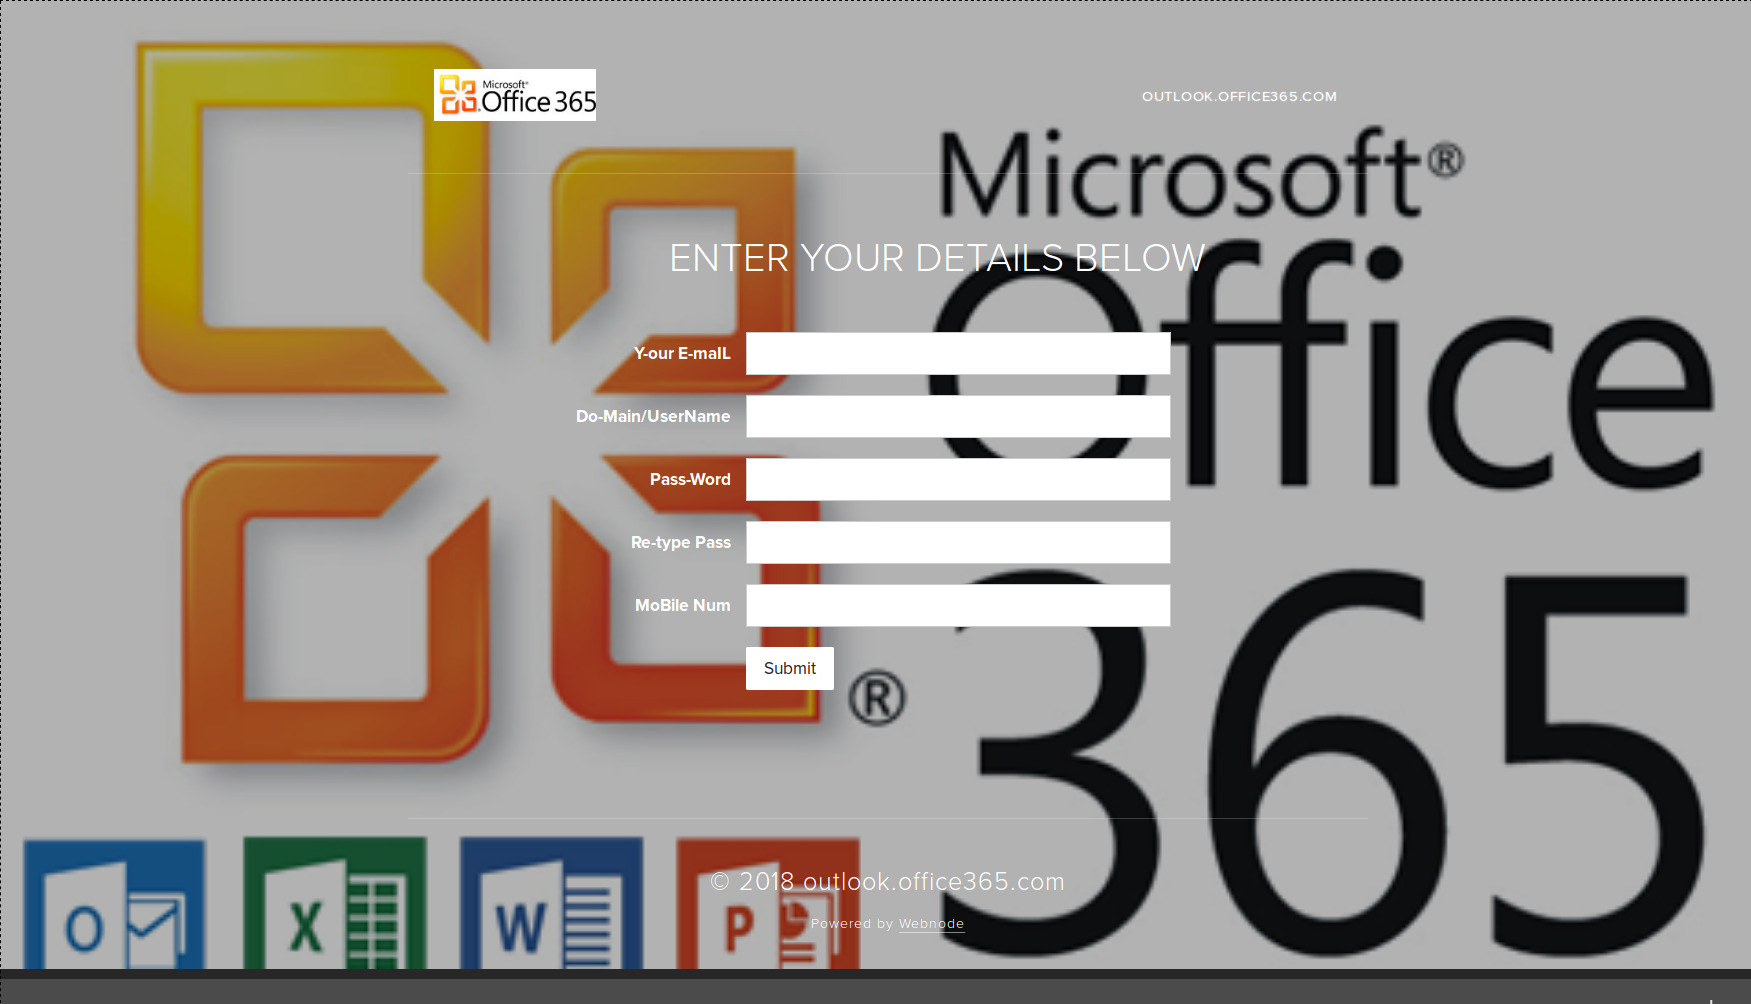 Microsoft®
Office 365
OUTLOOK.OFFICE365.COM
Microsoft®
Office
365
ENTER YOUR DETAILS BELOW
Y-our E-maIL
Do-Main/UserName
Pass-Word
Re-type Pass
MoBile Num
Submit
®
O
X
W
P
© 2018 outlook.office365.com
Powered by Webnode